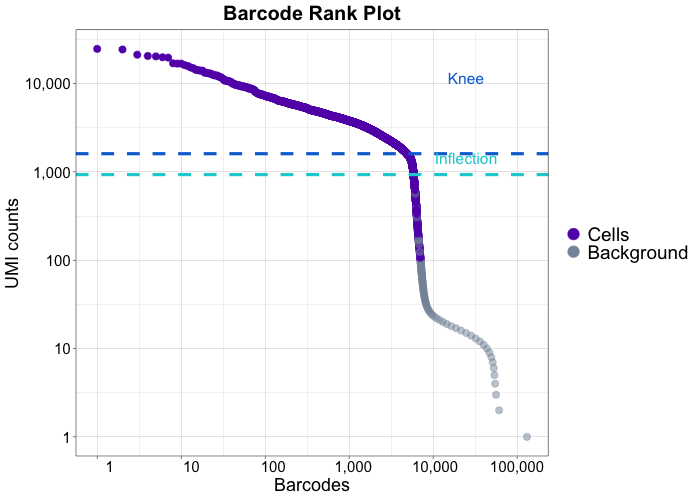 Barcode Rank Plot
Knee
10,000
Inflection
1,000
UMI counts
100
10
1
Cells
Background
1 10 100 1,000 10,000 100,000
Barcodes